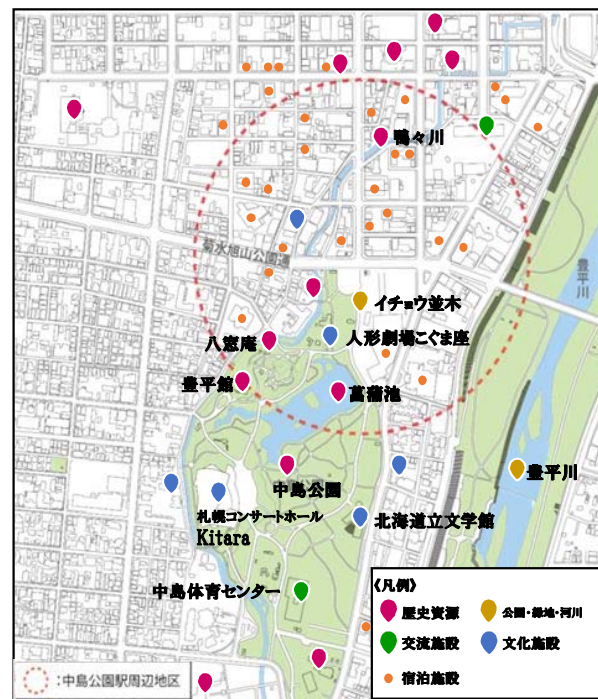 鴨々川
菊水旭山公園通
豊平川
イチョウ並木
人形劇場こぐま座
八窓庵
豊平館
菖蒲池
中島公園
豊平川
札幌コンサートホール
Kitara
北海道立文学館
中島体育センター
《凡例》
歴史資源
公園・緑地・河川
交流施設
文化施設
宿泊施設
:中島公園駅周辺地区